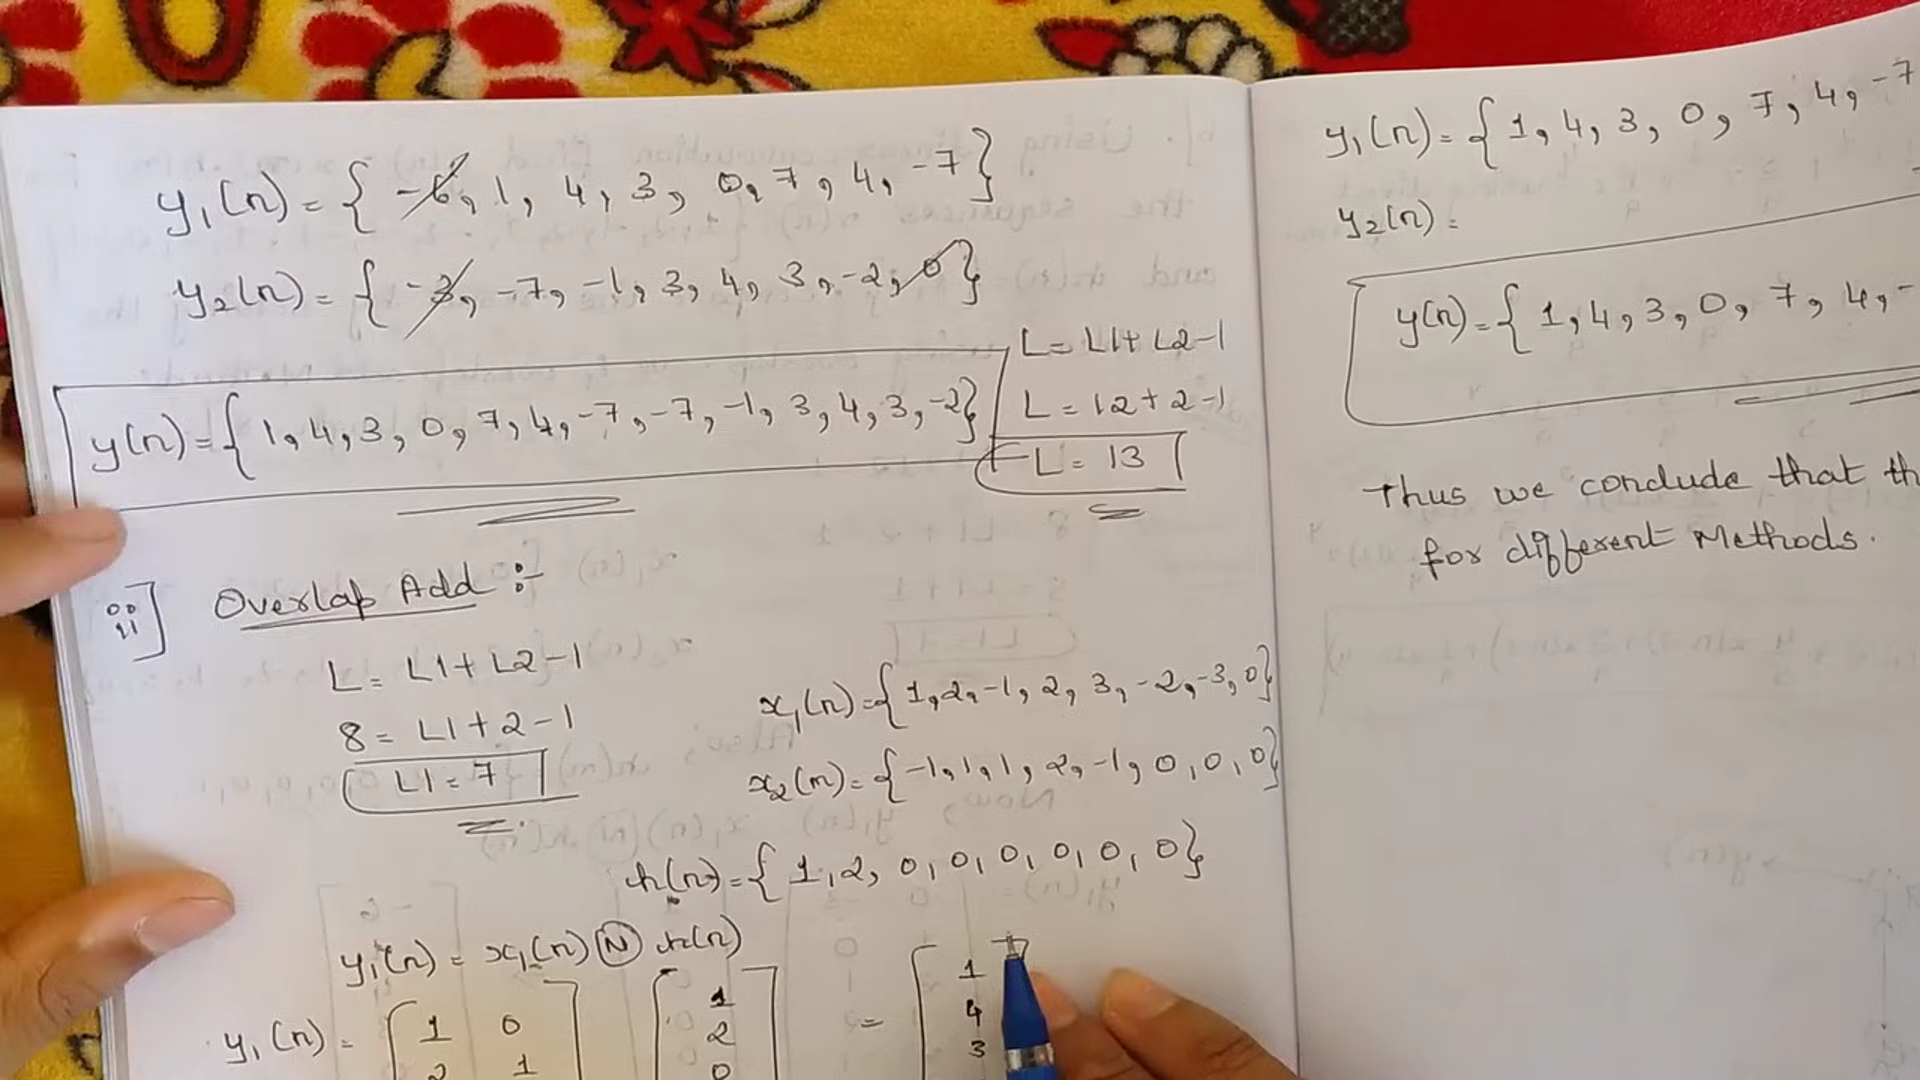 y₁(n) = { -6, 1, 4, 3, 0, 7, 4, -7}
y₂(n) = { -3, -7, -1, 3, 4, 3, -2, 0}
y(n) = { 1, 4, 3, 0, 7, 4, -7, -7, -1, 3, 4, 3, -2}
L = L1 + L2 - 1
L = 12 + 2 - 1
L = 13
ii] Overlap Add :-
L = L1 + L2 - 1
8 = L1 + 2 - 1
L1 = 7
x₁(n) = {1, 2, -1, 2, 3, -2, -3, 0}
x₂(n) = {-1, 1, 1, 2, -1, 0, 0, 0}
h(n) = { 1, 2, 0, 0, 0, 0, 0, 0}
y₁(n) = x₁(n) Ⓝ h(n)
y₁(n) = [ 1 0 [ 1 = [ 1
2 1 2 4
0 3
y₁(n) = { 1, 4, 3, 0, 7, 4, -7
y₂(n) =
y(n) = { 1, 4, 3, 0, 7, 4, -
Thus we conclude that th
for different Methods.